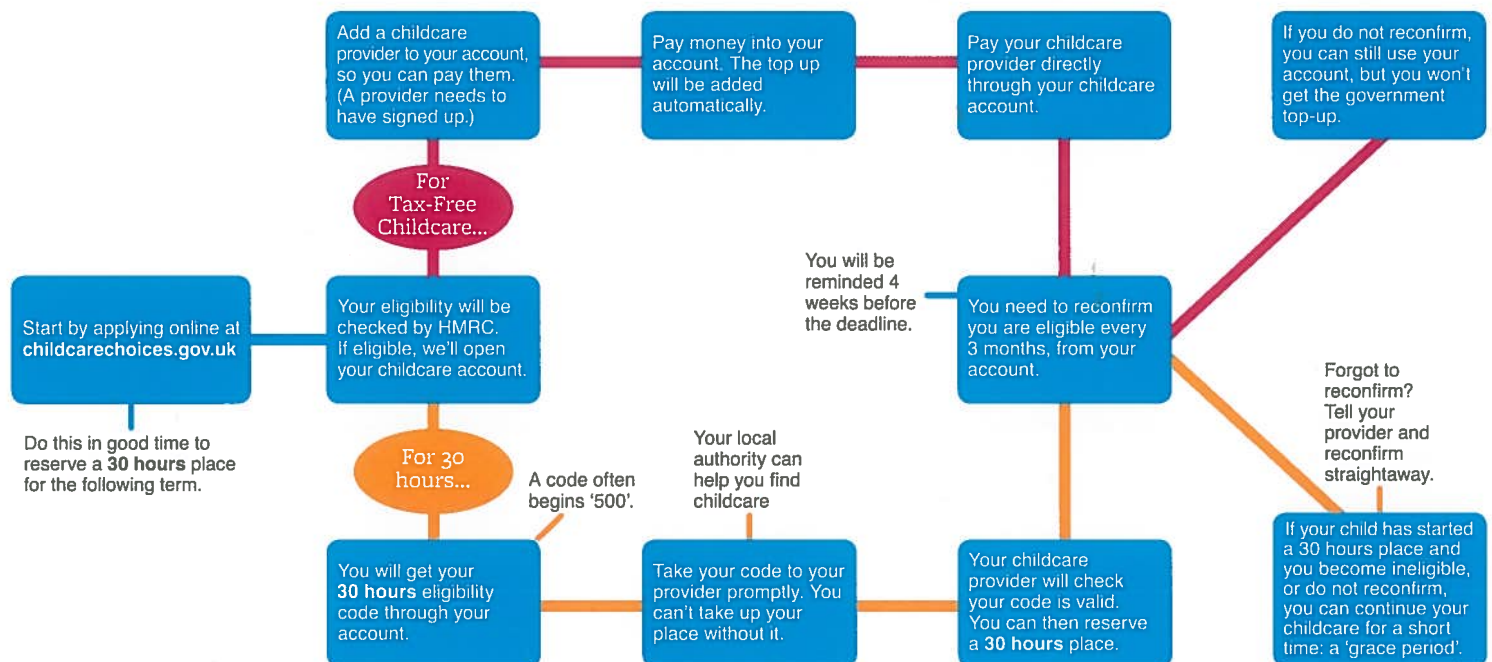 Add a childcare
provider to your account,
so you can pay them.
(A provider needs to
have signed up.)
Pay money into your
account. The top up
will be added
automatically.
Pay your childcare
provider directly
through your childcare
account.
If you do not reconfirm,
you can still use your
account, but you won't
get the government
top-up.
For
Tax-Free
Childcare...
Start by applying online at
childcarechoices.gov.uk
Do this in good time to
reserve a 30 hours place
for the following term.
Your eligibility will be
checked by HMRC.
If eligible, we'll open
your childcare account.
You will be
reminded 4
weeks before
the deadline.
You need to reconfirm
you are eligible every
3 months, from your
account.
For 30
hours...
A code often
begins '500'.
Your local
authority can
help you find
childcare
Forgot to
reconfirm?
Tell your
provider and
reconfirm
straightaway.
You will get your
30 hours eligibility
code through your
account.
Take your code to your
provider promptly. You
can't take up your
place without it.
Your childcare
provider will check
your code is valid.
You can then reserve
a 30 hours place.
If your child has started
a 30 hours place and
you become ineligible,
or do not reconfirm,
you can continue your
childcare for a short
time: a 'grace period'.